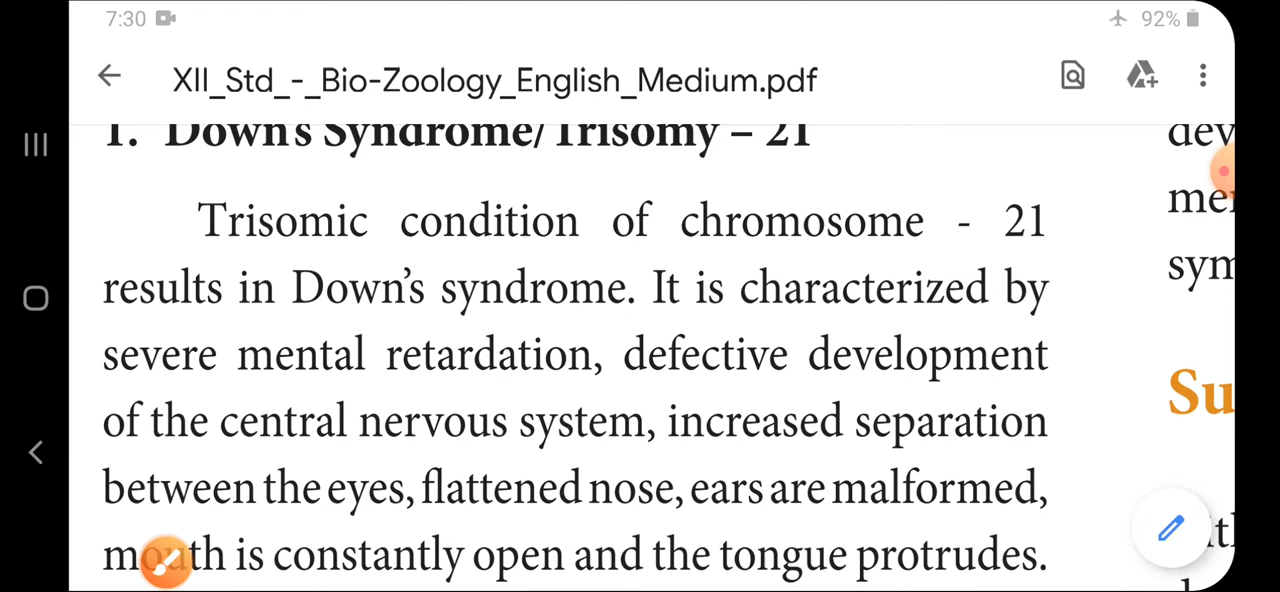 7:30
92%
XII_Std_-_Bio-Zoology_English_Medium.pdf
1. Down's Syndrome/Trisomy – 21
Trisomic condition of chromosome - 21
results in Down's syndrome. It is characterized by
severe mental retardation, defective development
of the central nervous system, increased separation
between the eyes, flattened nose, ears are malformed,
mouth is constantly open and the tongue protrudes.
dev
me
sym
Su